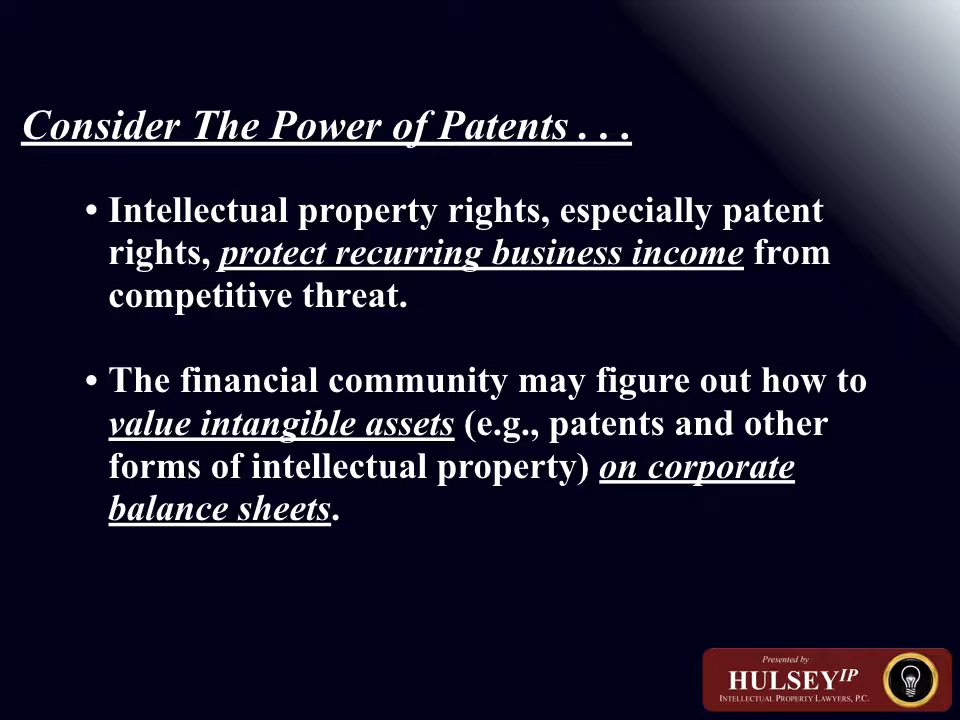 Consider The Power of Patents . . .
• Intellectual property rights, especially patent
rights, protect recurring business income from
competitive threat.
• The financial community may figure out how to
value intangible assets (e.g., patents and other
forms of intellectual property) on corporate
balance sheets.
Presented by
HULSEY IP
INTELLECTUAL PROPERTY LAWYERS, P.C.